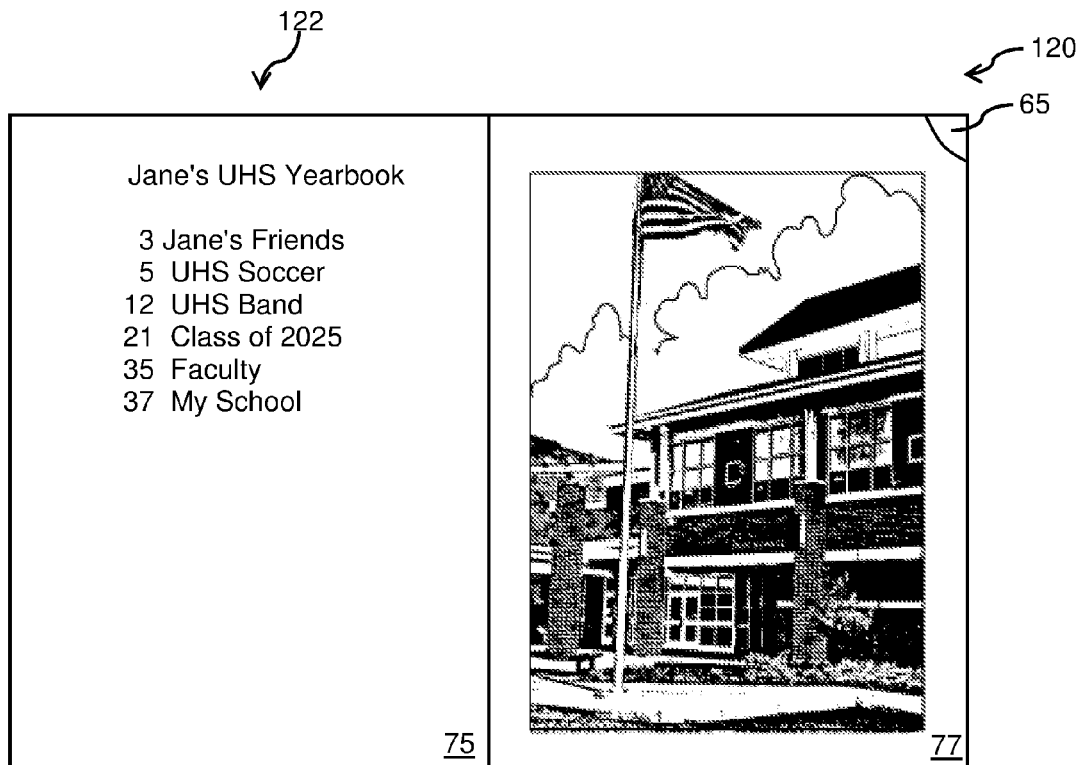 122
120
65
Jane's UHS Yearbook
3 Jane's Friends
5 UHS Soccer
12 UHS Band
21 Class of 2025
35 Faculty
37 My School
75
77